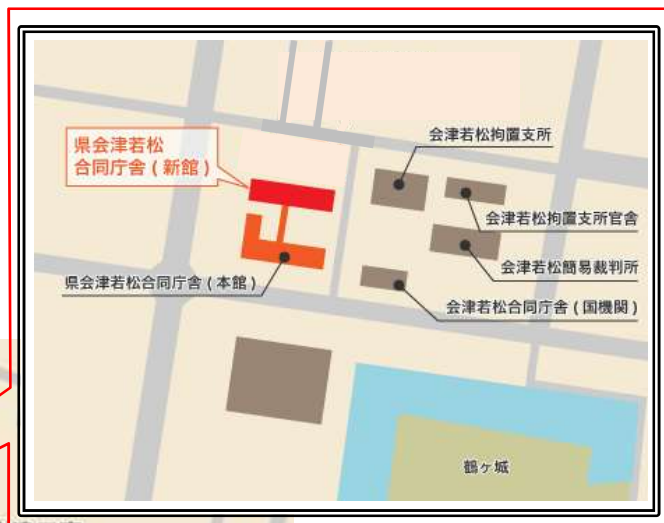 会津若松拘置支所
県会津若松
合同庁舎 ( 新館 )
会津若松拘置支所官舎
会津若松簡易裁判所
県会津若松合同庁舎 ( 本館 )
会津若松合同庁舎 ( 国機関 )
鶴ヶ城